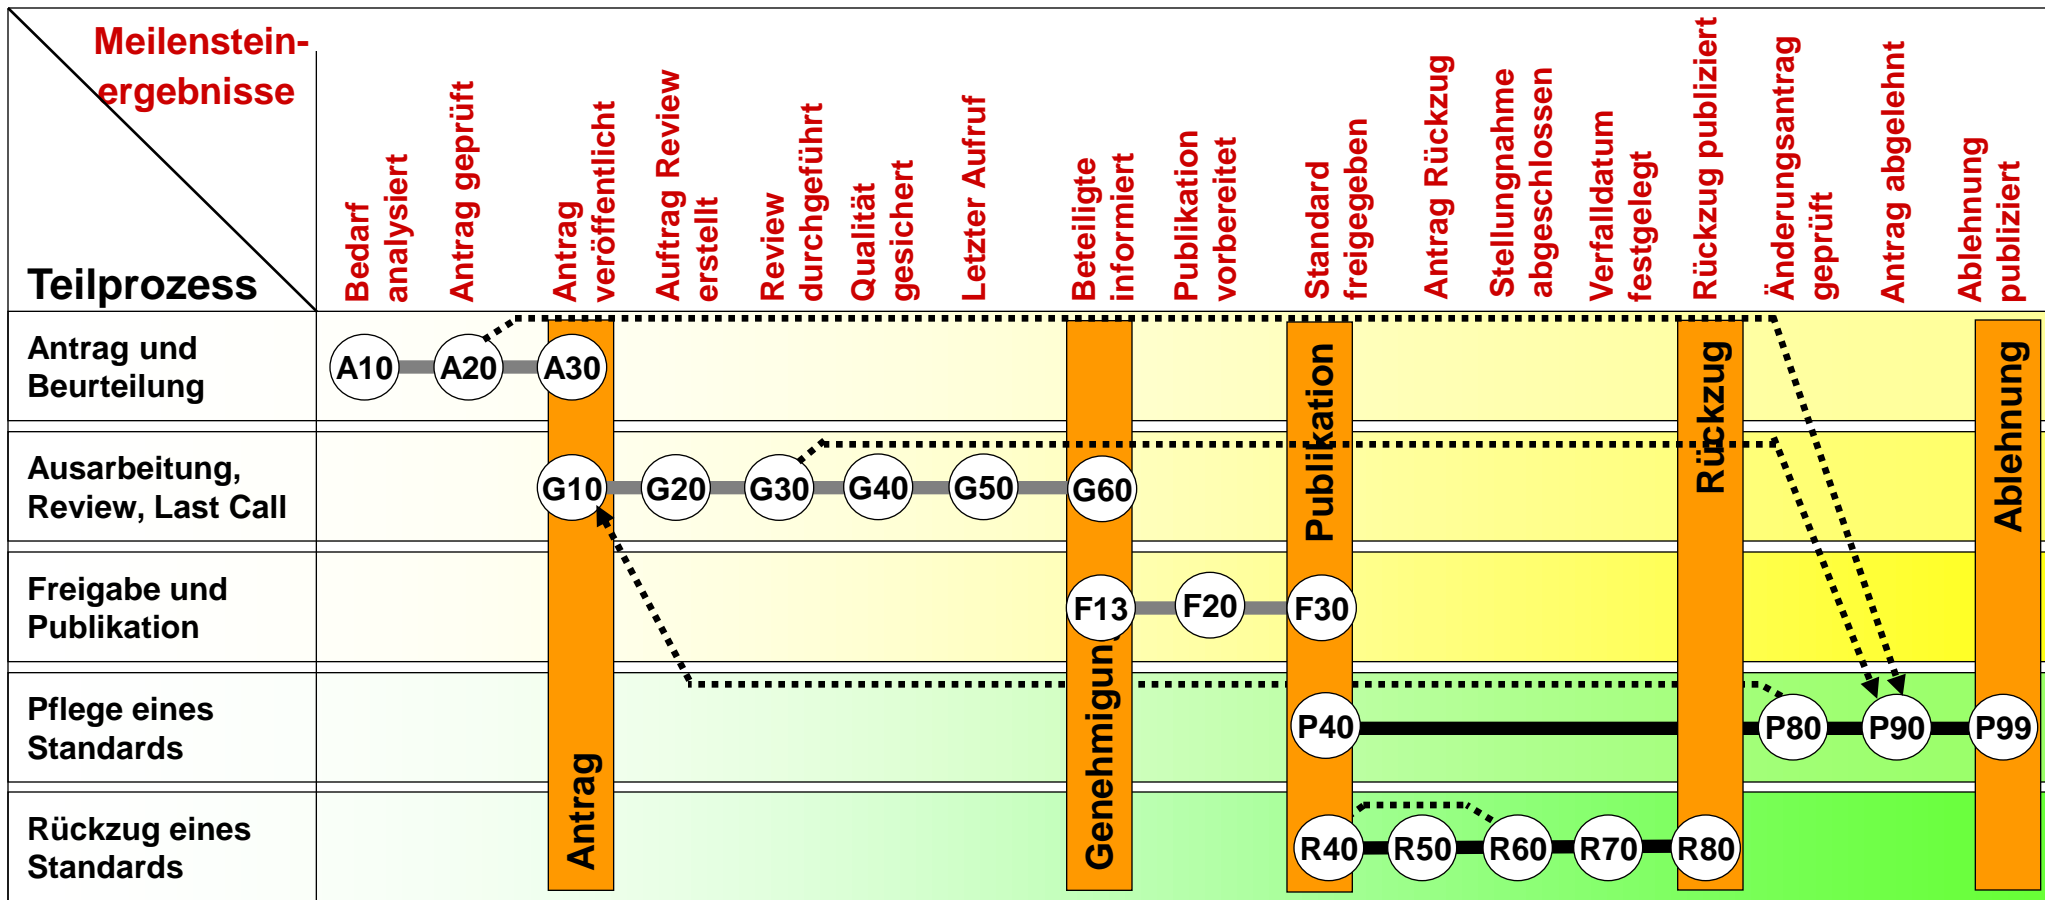 Meilenstein-
ergebnisse
Teilprozess
Bedarf
analysiert
Antrag geprüft
Antrag
veröffentlicht
Auftrag Review
erstellt
Review
durchgeführt
Qualität
gesichert
Letzter Aufruf
Beteiligte
informiert
Publikation
vorbereitet
Standard
freigegeben
Antrag Rückzug
Stellungnahme
abgeschlossen
Verfalldatum
festgelegt
Rückzug publiziert
Änderungsantrag
geprüft
Antrag abgelehnt
Ablehnung
publiziert
Antrag und
Beurteilung
A10 A20 A30
Ausarbeitung,
Review, Last Call
G10 G20 G30 G40 G50 G60
Freigabe und
Publikation
F13 F20 F30
Pflege eines
Standards
P40 P80 P90 P99
Rückzug eines
Standards
R40 R50 R60 R70 R80
Antrag
Genehmigun
Publikation
Rückzug
Ablehnung